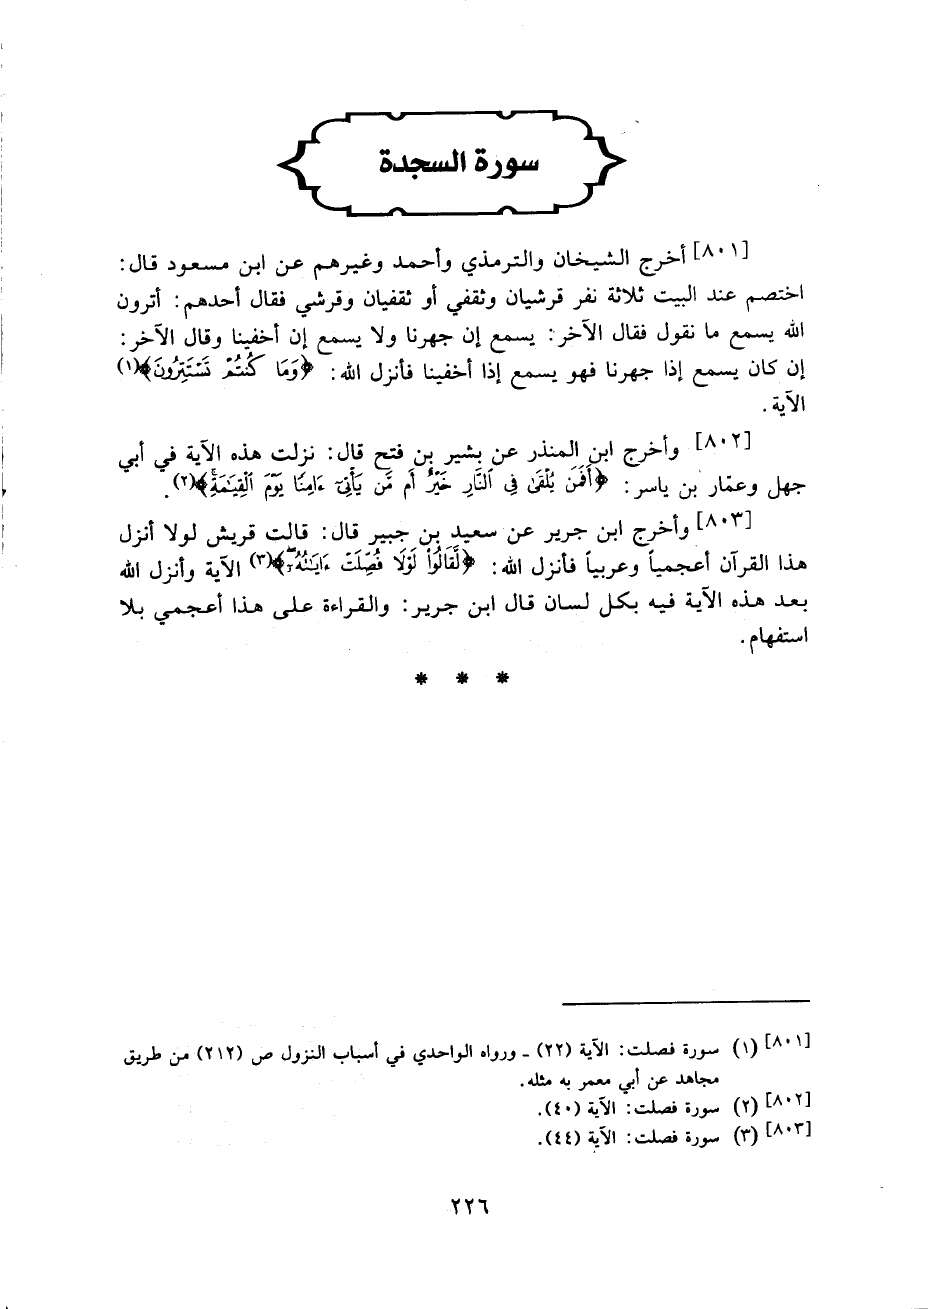 سورة السجدة
[٨٠١] أخرج الشيخان والترمذي وأحمد وغيرهم عن ابن مسعود قال:
اختصم عند البيت ثلاثة نفر قرشيان وثقفي أو ثقفيان وقرشي فقال أحدهم: أترون
الله يسمع ما نقول فقال الآخر: يسمع إن جهرنا ولا يسمع إن أخفينا وقال الآخر:
إن كان يسمع إذا جهرنا فهو يسمع إذا أخفينا فأنزل الله: ﴿وَمَا كُنتُمْ تَسْتَتِرُونَ﴾(١)
الآية.
[٨٠٢] وأخرج ابن المنذر عن بشير بن فتح قال: نزلت هذه الآية في أبي
جهل وعمّار بن ياسر: ﴿أَفَمَن يُلْقَىٰ فِي النَّارِ خَيْرٌ أَم مَّن يَأْتِىٓ ءَامِنًا يَوْمَ الْقِيَٰمَةِ﴾(٢).
[٨٠٣] وأخرج ابن جرير عن سعيد بن جبير قال: قالت قريش لولا أنزل
هذا القرآن أعجمياً وعربياً فأنزل الله: ﴿لَّقَالُوا۟ لَوْلَا فُصِّلَتْ ءَايَٰتُهُۥٓ﴾(٣) الآية وأنزل الله
بعد هذه الآية فيه بكل لسان قال ابن جرير: والقراءة على هذا أعجمي بلا
استفهام.
* * *
[٨٠١] (١) سورة فصلت: الآية (٢٢) ـ ورواه الواحدي في أسباب النزول ص (٢١٢) من طريق
مجاهد عن أبي معمر به مثله.
[٨٠٢] (٢) سورة فصلت: الآية (٤٠).
[٨٠٣] (٣) سورة فصلت: الآية (٤٤).
٢٢٦